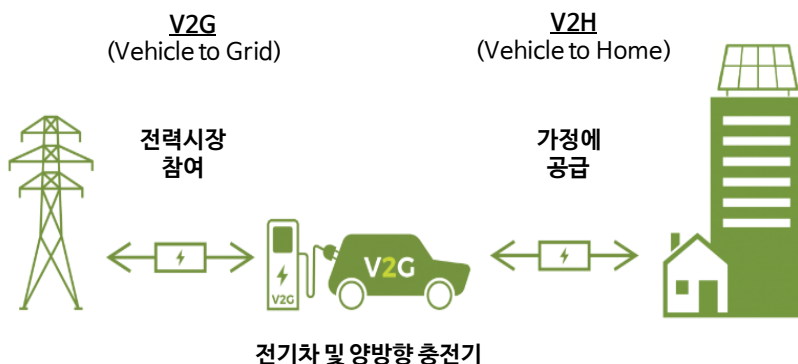 V2G
(Vehicle to Grid)
V2H
(Vehicle to Home)
전력시장
참여
가정에
공급
V2G
V2G
전기차 및 양방향 충전기